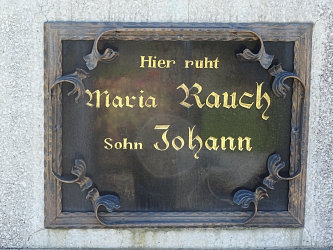 Hier ruht
Maria Rauch
Sohn Johann